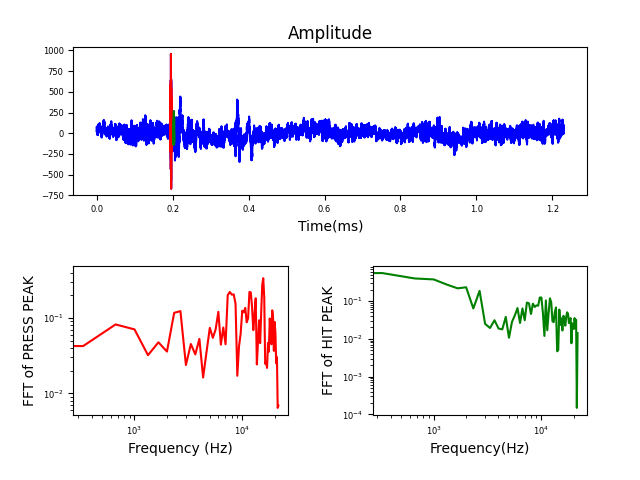 Amplitude
1000
750
500
250
0
−250
−500
−750
0.0 0.2 0.4 0.6 0.8 1.0 1.2
Time(ms)
FFT of PRESS PEAK
10⁻¹
10⁻²
10³ 10⁴
Frequency (Hz)
FFT of HIT PEAK
10⁻¹
10⁻²
10⁻³
10⁻⁴
10³ 10⁴
Frequency(Hz)